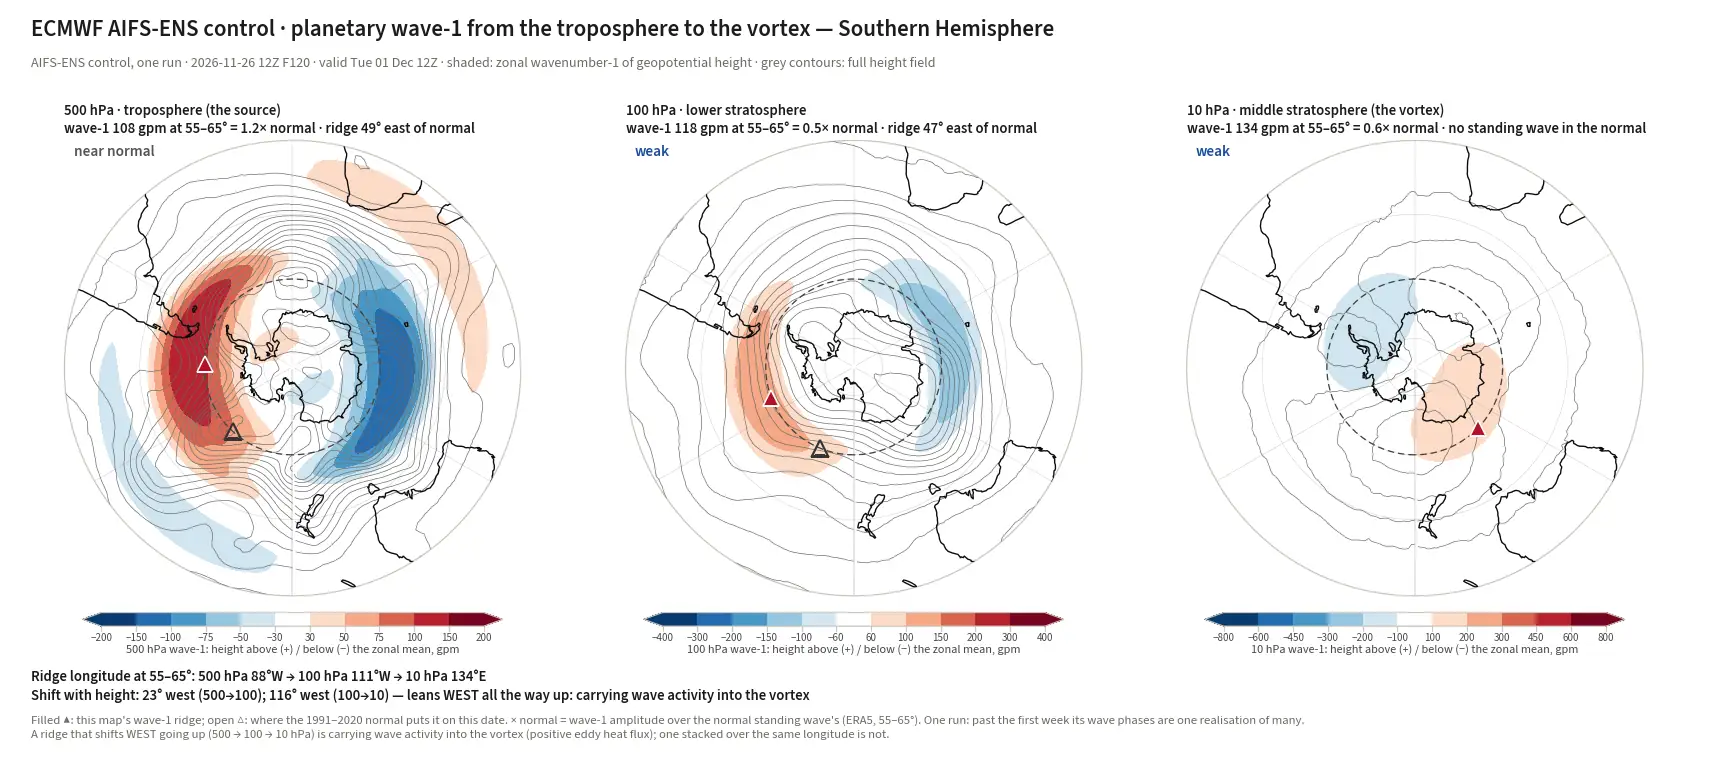 ECMWF AIFS-ENS control · planetary wave-1 from the troposphere to the vortex — Southern Hemisphere
AIFS-ENS control, one run · 2026-11-26 12Z F120 · valid Tue 01 Dec 12Z · shaded: zonal wavenumber-1 of geopotential height · grey contours: full height field
500 hPa · troposphere (the source)
wave-1 108 gpm at 55–65° = 1.2× normal · ridge 49° east of normal
near normal
100 hPa · lower stratosphere
wave-1 118 gpm at 55–65° = 0.5× normal · ridge 47° east of normal
weak
10 hPa · middle stratosphere (the vortex)
wave-1 134 gpm at 55–65° = 0.6× normal · no standing wave in the normal
weak
−200 −150 −100 −75 −50 −30 30 50 75 100 150 200
500 hPa wave-1: height above (+) / below (−) the zonal mean, gpm
−400 −300 −200 −150 −100 −60 60 100 150 200 300 400
100 hPa wave-1: height above (+) / below (−) the zonal mean, gpm
−800 −600 −450 −300 −200 −100 100 200 300 450 600 800
10 hPa wave-1: height above (+) / below (−) the zonal mean, gpm
Ridge longitude at 55–65°: 500 hPa 88°W → 100 hPa 111°W → 10 hPa 134°E
Shift with height: 23° west (500→100); 116° west (100→10) — leans WEST all the way up: carrying wave activity into the vortex
Filled ▲: this map's wave-1 ridge; open △: where the 1991–2020 normal puts it on this date. × normal = wave-1 amplitude over the normal standing wave's (ERA5, 55–65°). One run: past the first week its wave phases are one realisation of many.
A ridge that shifts WEST going up (500 → 100 → 10 hPa) is carrying wave activity into the vortex (positive eddy heat flux); one stacked over the same longitude is not.